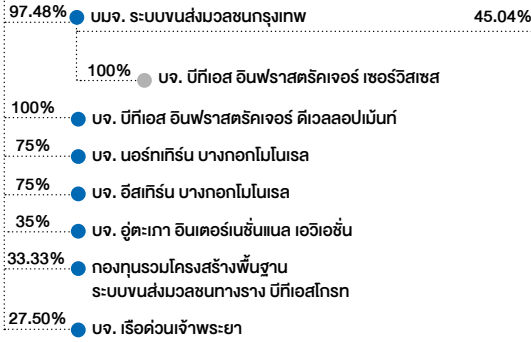 97.48% บมจ. ระบบขนส่งมวลชนกรุงเทพ 45.04%
100% บจ. บีทีเอส อินฟราสตรัคเจอร์ เซอร์วิสเซส
100% บจ. บีทีเอส อินฟราสตรัคเจอร์ ดีเวลลอปเม้นท์
75% บจ. นอร์ทเทิร์น บางกอกโมโนเรล
75% บจ. อีสเทิร์น บางกอกโมโนเรล
35% บจ. อู่ตะเภา อินเตอร์เนชั่นแนล เอวิเอชั่น
33.33% กองทุนรวมโครงสร้างพื้นฐาน
ระบบขนส่งมวลชนทางราง บีทีเอสโกรท
27.50% บจ. เรือด่วนเจ้าพระยา